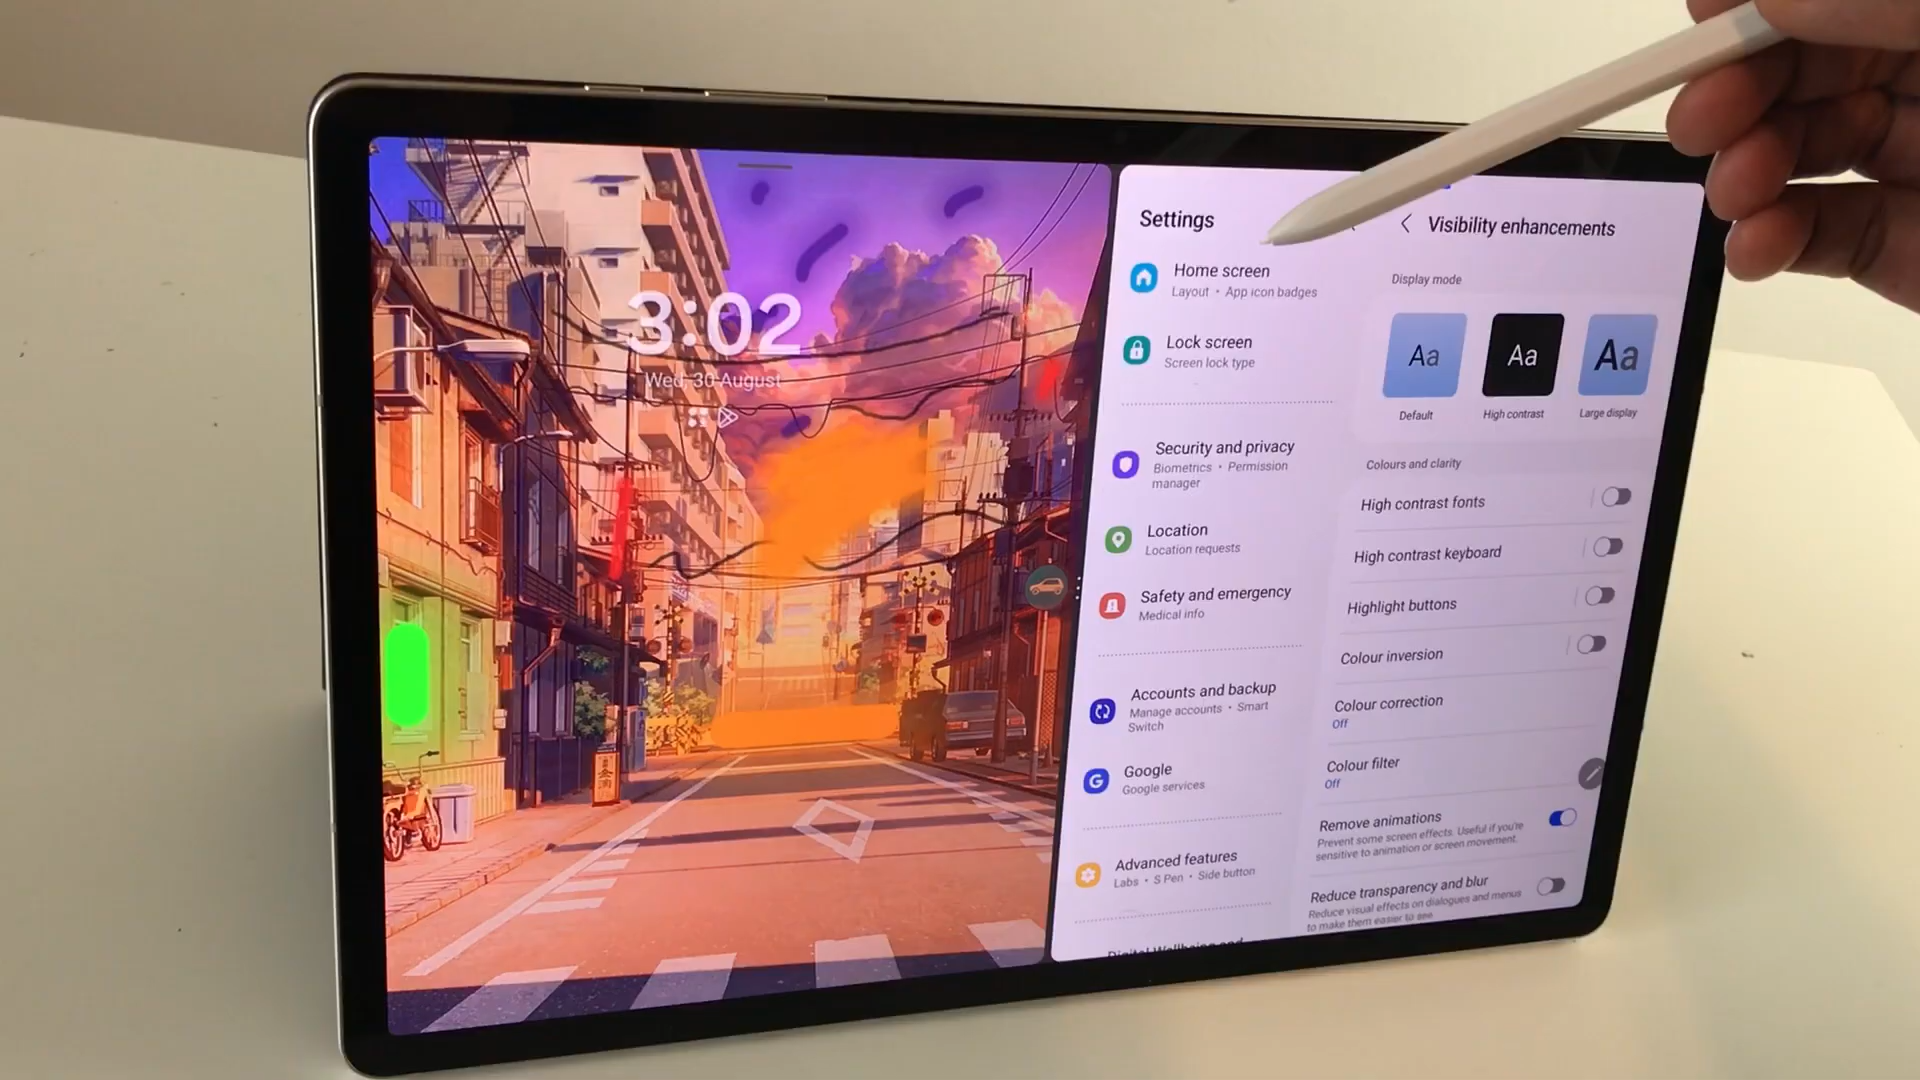 3:02
Wed, 30 August
Settings
Home screen
Layout • App icon badges
Lock screen
Screen lock type
Security and privacy
Biometrics • Permission
manager
Location
Location requests
Safety and emergency
Medical info
Accounts and backup
Manage accounts • Smart
Switch
G
Google
Google services
Advanced features
Labs • S Pen • Side button
Digital Wellbeing and
Visibility enhancements
Display mode
Aa
Aa
Aa
Default
High contrast
Large display
Colours and clarity
High contrast fonts
High contrast keyboard
Highlight buttons
Colour inversion
Colour correction
Off
Colour filter
Off
Remove animations
Prevent some screen effects. Useful if you're
sensitive to animation or screen movement.
Reduce transparency and blur
Reduce visual effects on dialogues and menus
to make them easier to see.